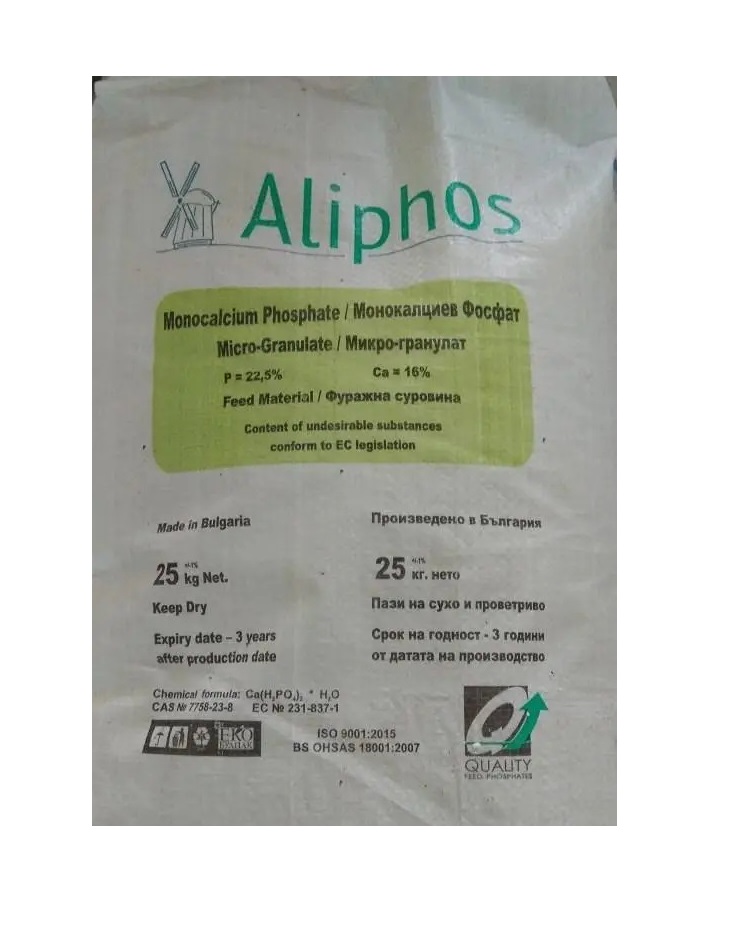 Aliphos
Monocalcium Phosphate / Монокалциев Фосфат
Micro-Granulate / Микро-гранулат
P = 22,5% Ca = 16%
Feed Material / Фуражна суровина
Content of undesirable substances
conform to EC legislation
Made in Bulgaria
25 +/-1% kg Net.
Keep Dry
Expiry date – 3 years
after production date
Произведено в България
25 +/-1% кг. нето
Пази на сухо и проветриво
Срок на годност - 3 години
от датата на производство
Chemical formula: Ca(H₂PO₄)₂ * H₂O
CAS № 7758-23-8 EC № 231-837-1
ЕКО
ПАК
ISO 9001:2015
BS OHSAS 18001:2007
QUALITY
FEED PHOSPHATES